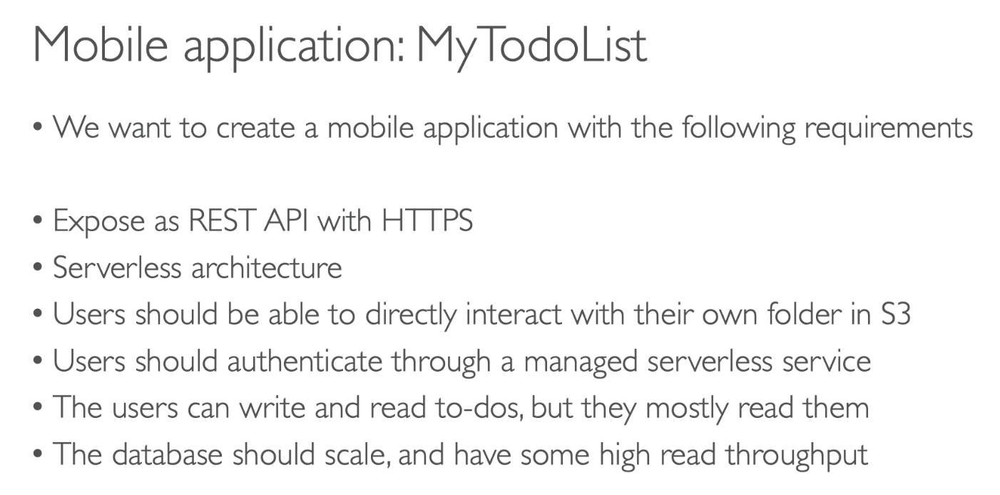 Mobile application: MyTodoList
• We want to create a mobile application with the following requirements
• Expose as REST API with HTTPS
• Serverless architecture
• Users should be able to directly interact with their own folder in S3
• Users should authenticate through a managed serverless service
• The users can write and read to-dos, but they mostly read them
• The database should scale, and have some high read throughput